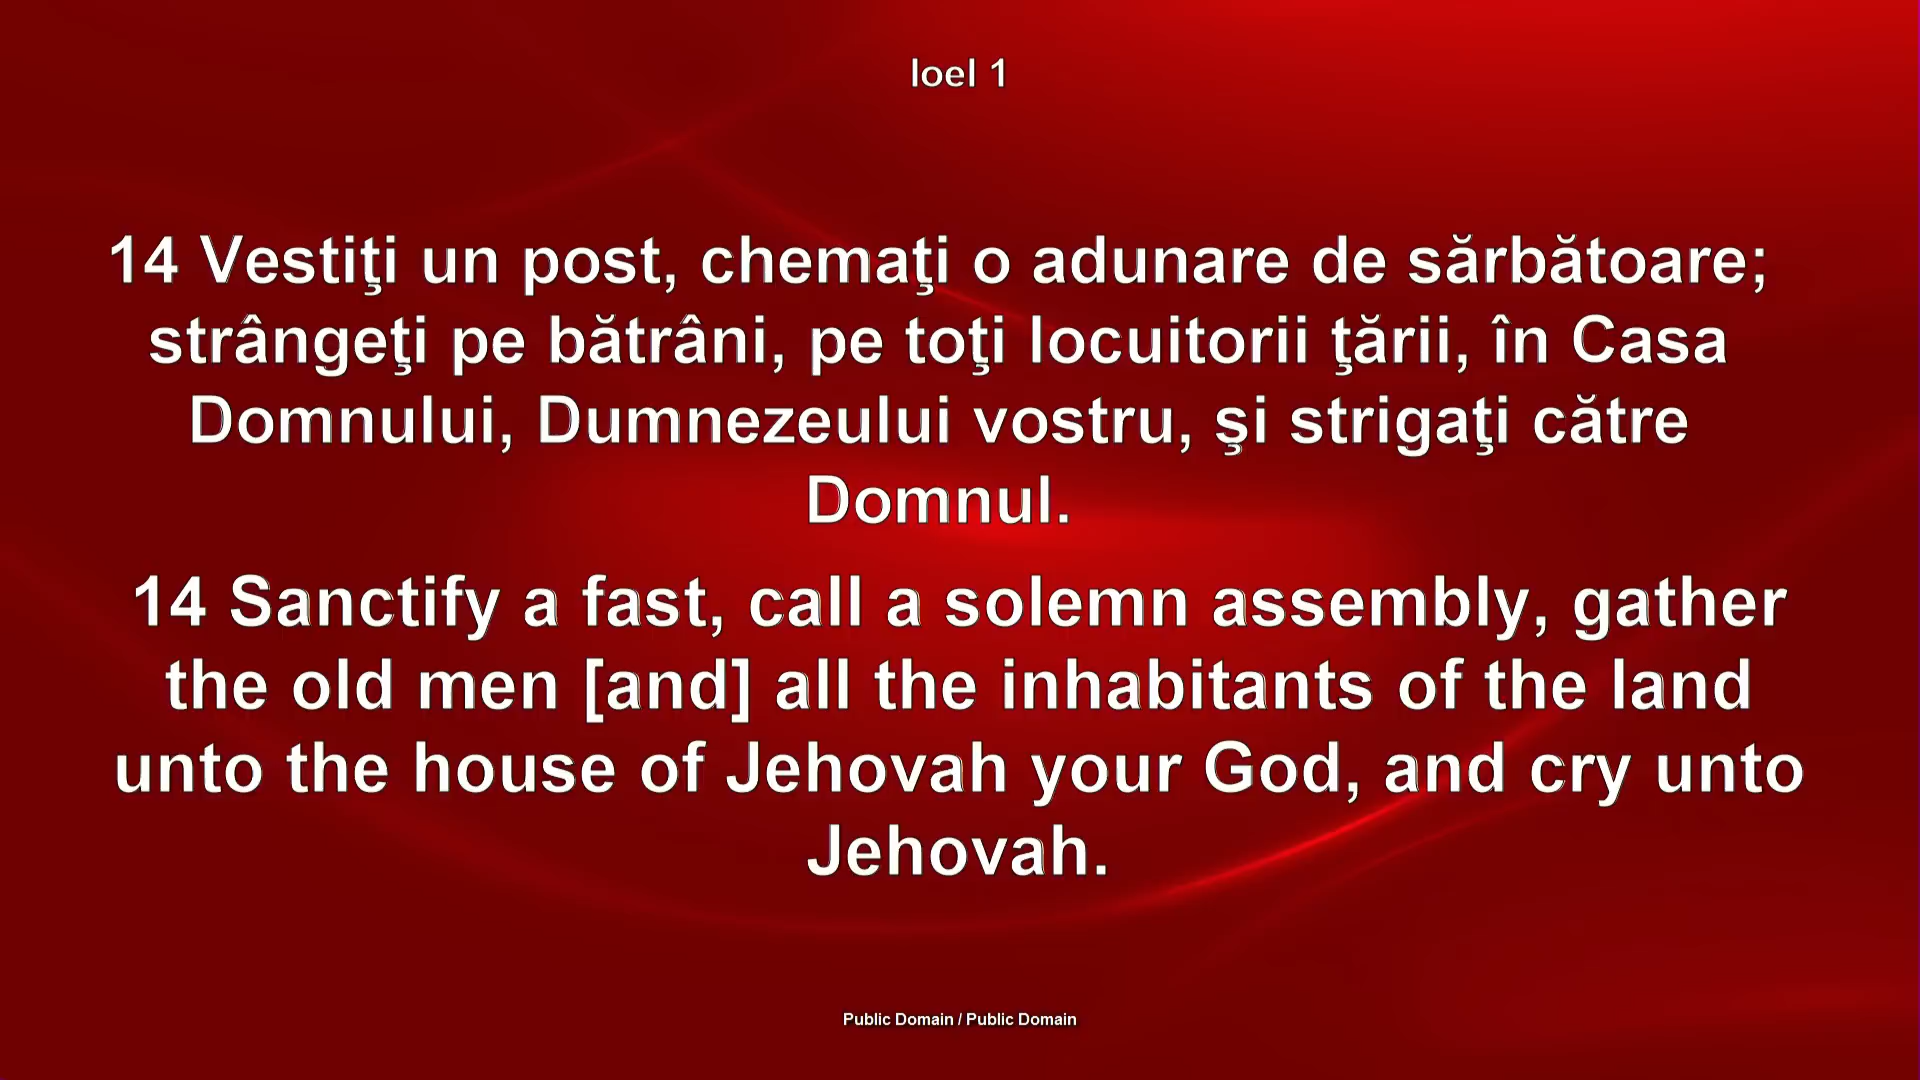 Ioel 1
14 Vestiţi un post, chemaţi o adunare de sărbătoare;
strângeţi pe bătrâni, pe toţi locuitorii ţării, în Casa
Domnului, Dumnezeului vostru, şi strigaţi către
Domnul.
14 Sanctify a fast, call a solemn assembly, gather
the old men [and] all the inhabitants of the land
unto the house of Jehovah your God, and cry unto
Jehovah.
Public Domain / Public Domain